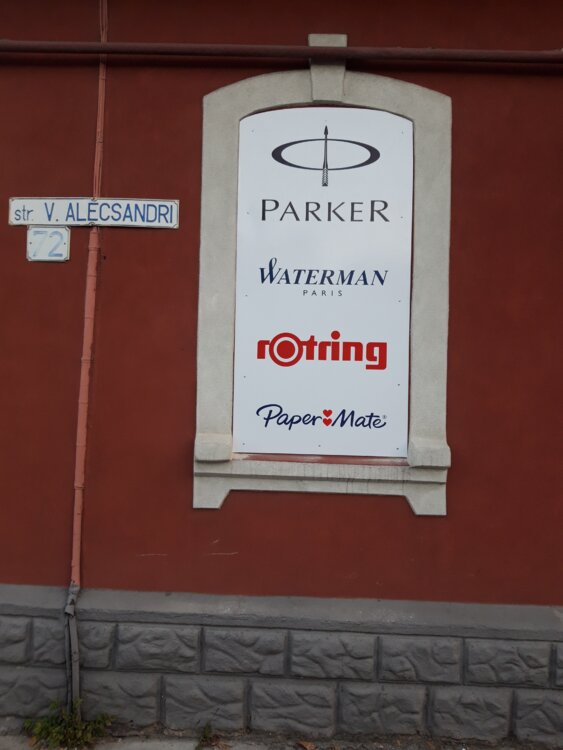 str. V. ALECSANDRI
72
PARKER
WATERMAN
PARIS
rotring
Paper Mate®